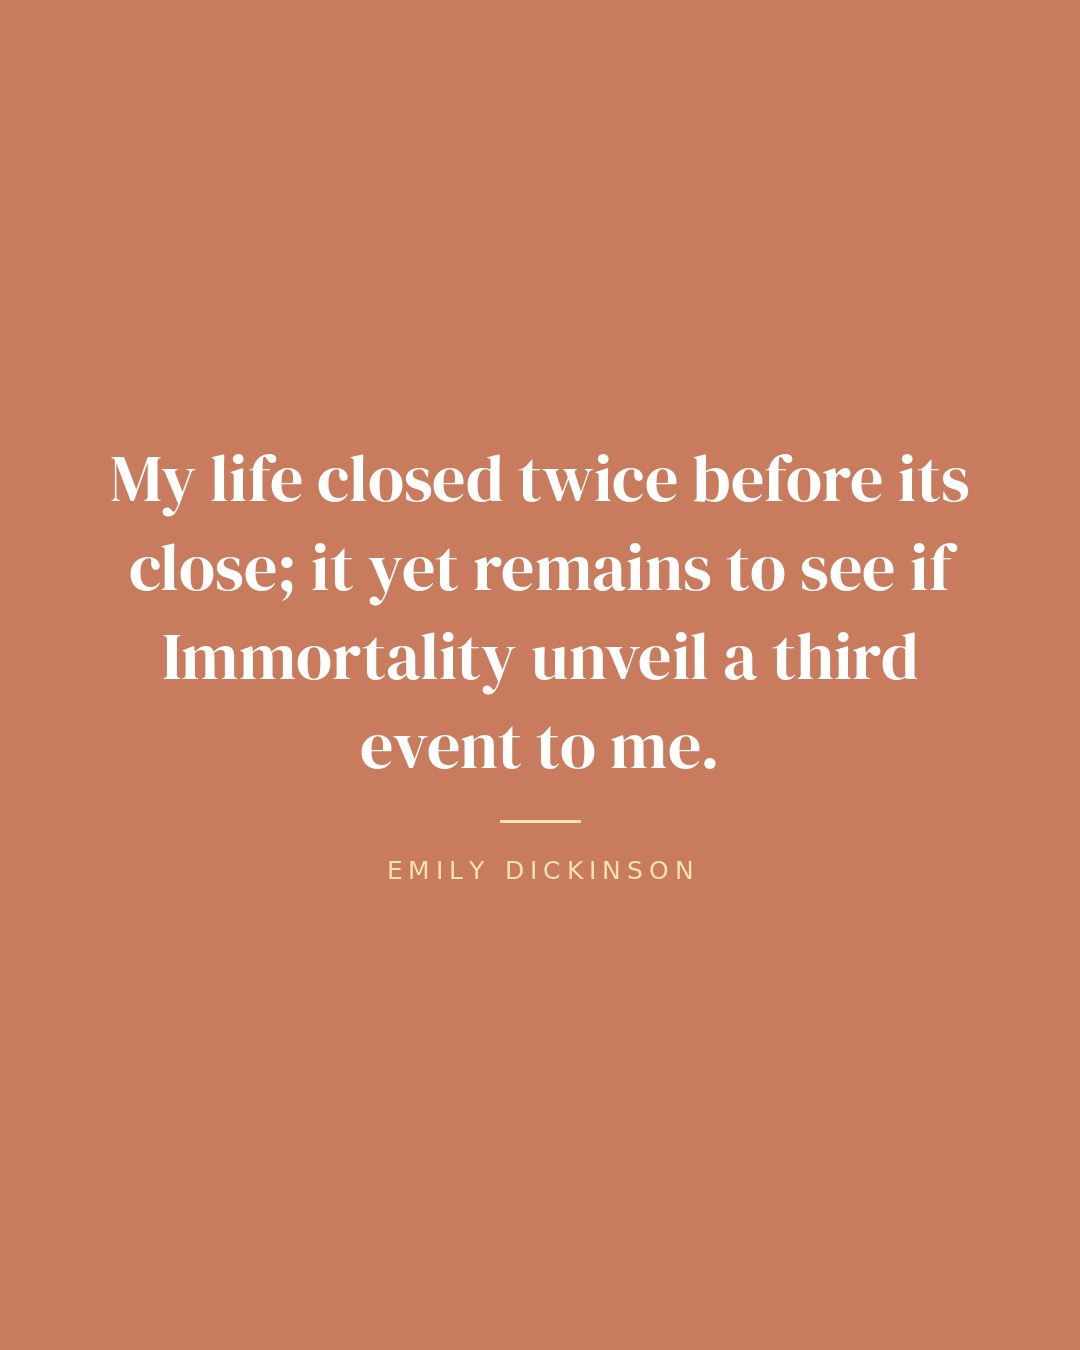 My life closed twice before its
close; it yet remains to see if
Immortality unveil a third
event to me.
EMILY DICKINSON